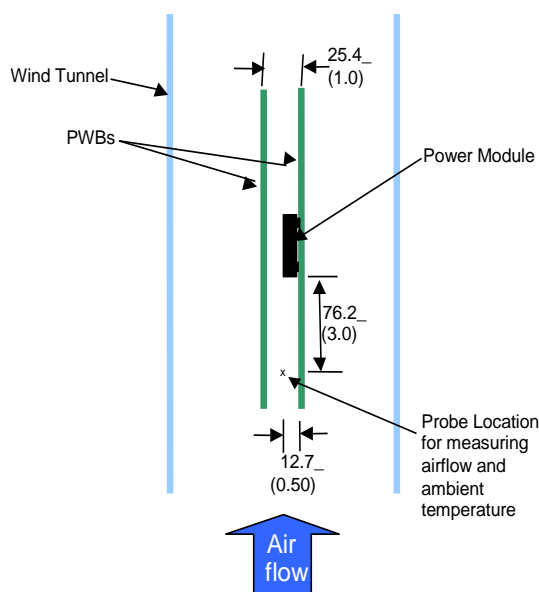 25.4_
(1.0)
Wind Tunnel
PWBs
Power Module
76.2_
(3.0)
x
Probe Location
for measuring
airflow and
ambient
temperature
12.7_
(0.50)
Air
flow